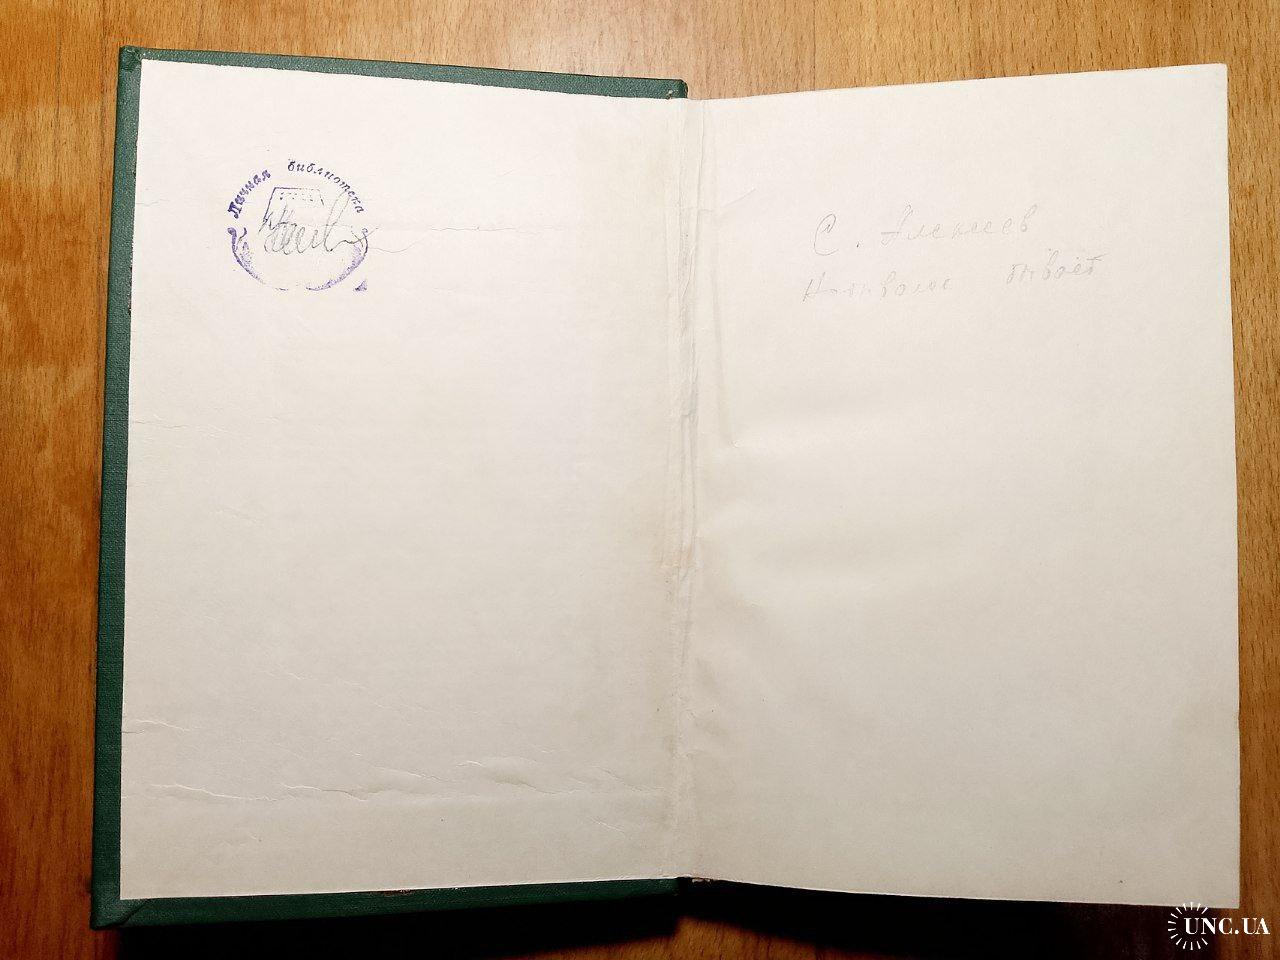 Личная библиотека
С. Алексеев
Небывалое бывает
UNC.UA